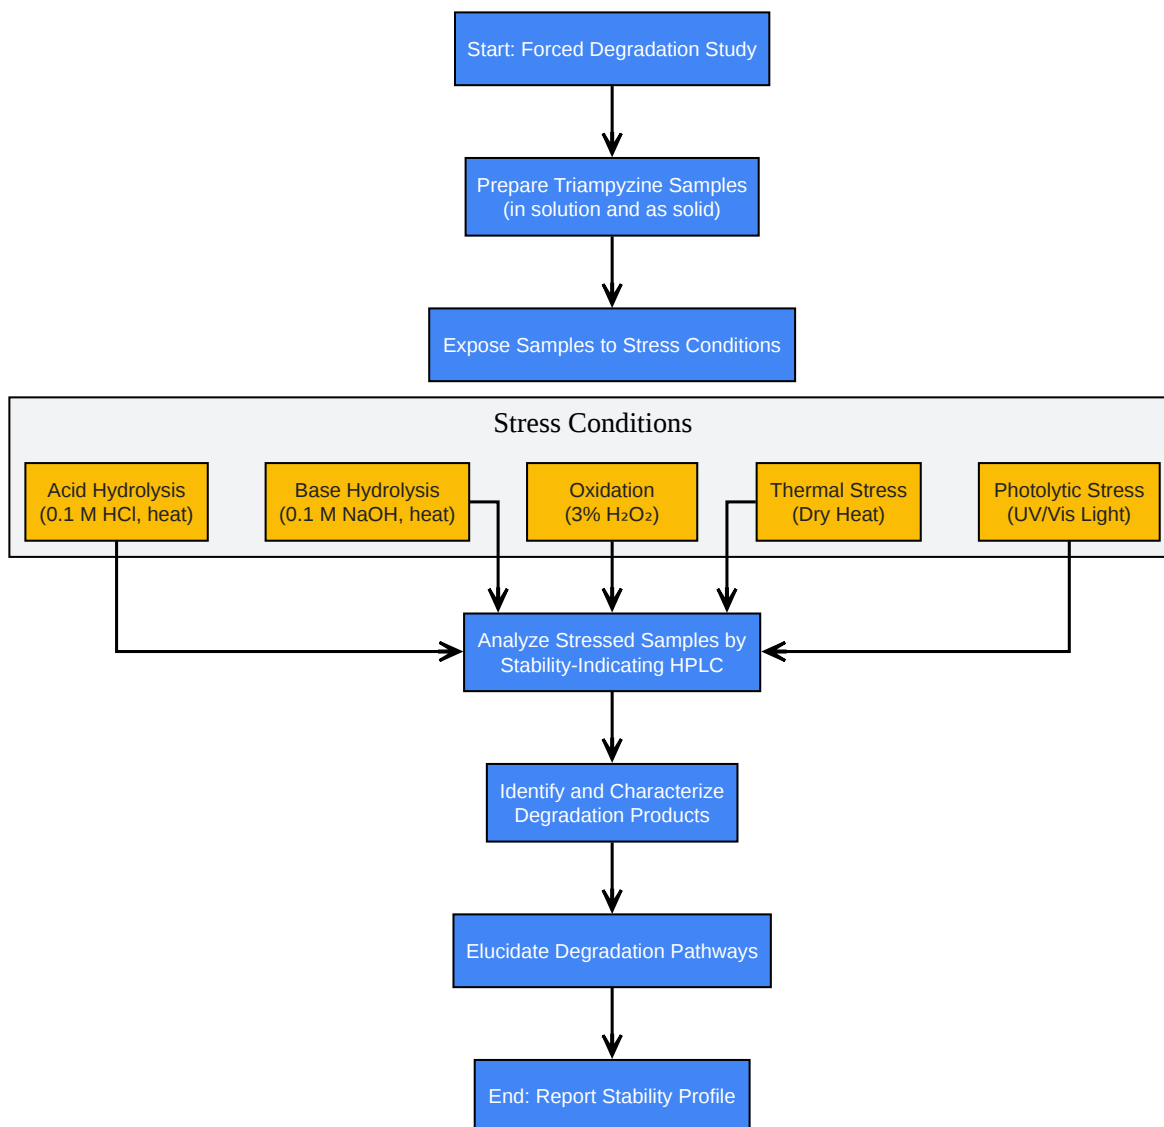 Start: Forced Degradation Study
Prepare Triampyzine Samples
(in solution and as solid)
Expose Samples to Stress Conditions
Stress Conditions
Acid Hydrolysis
(0.1 M HCl, heat)
Base Hydrolysis
(0.1 M NaOH, heat)
Oxidation
(3% H₂O₂)
Thermal Stress
(Dry Heat)
Photolytic Stress
(UV/Vis Light)
Analyze Stressed Samples by
Stability-Indicating HPLC
Identify and Characterize
Degradation Products
Elucidate Degradation Pathways
End: Report Stability Profile